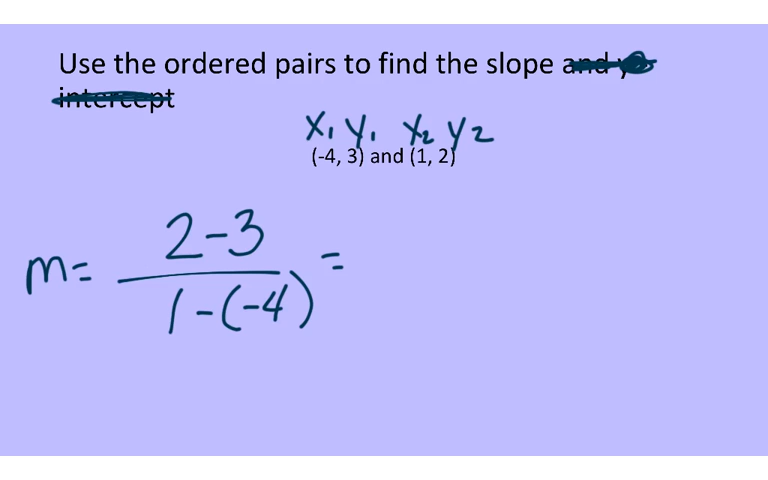 Use the ordered pairs to find the slope and y
intercept
x₁ y₁ x₂ y₂
(-4, 3) and (1, 2)
m = 2-3 =
1-(-4)